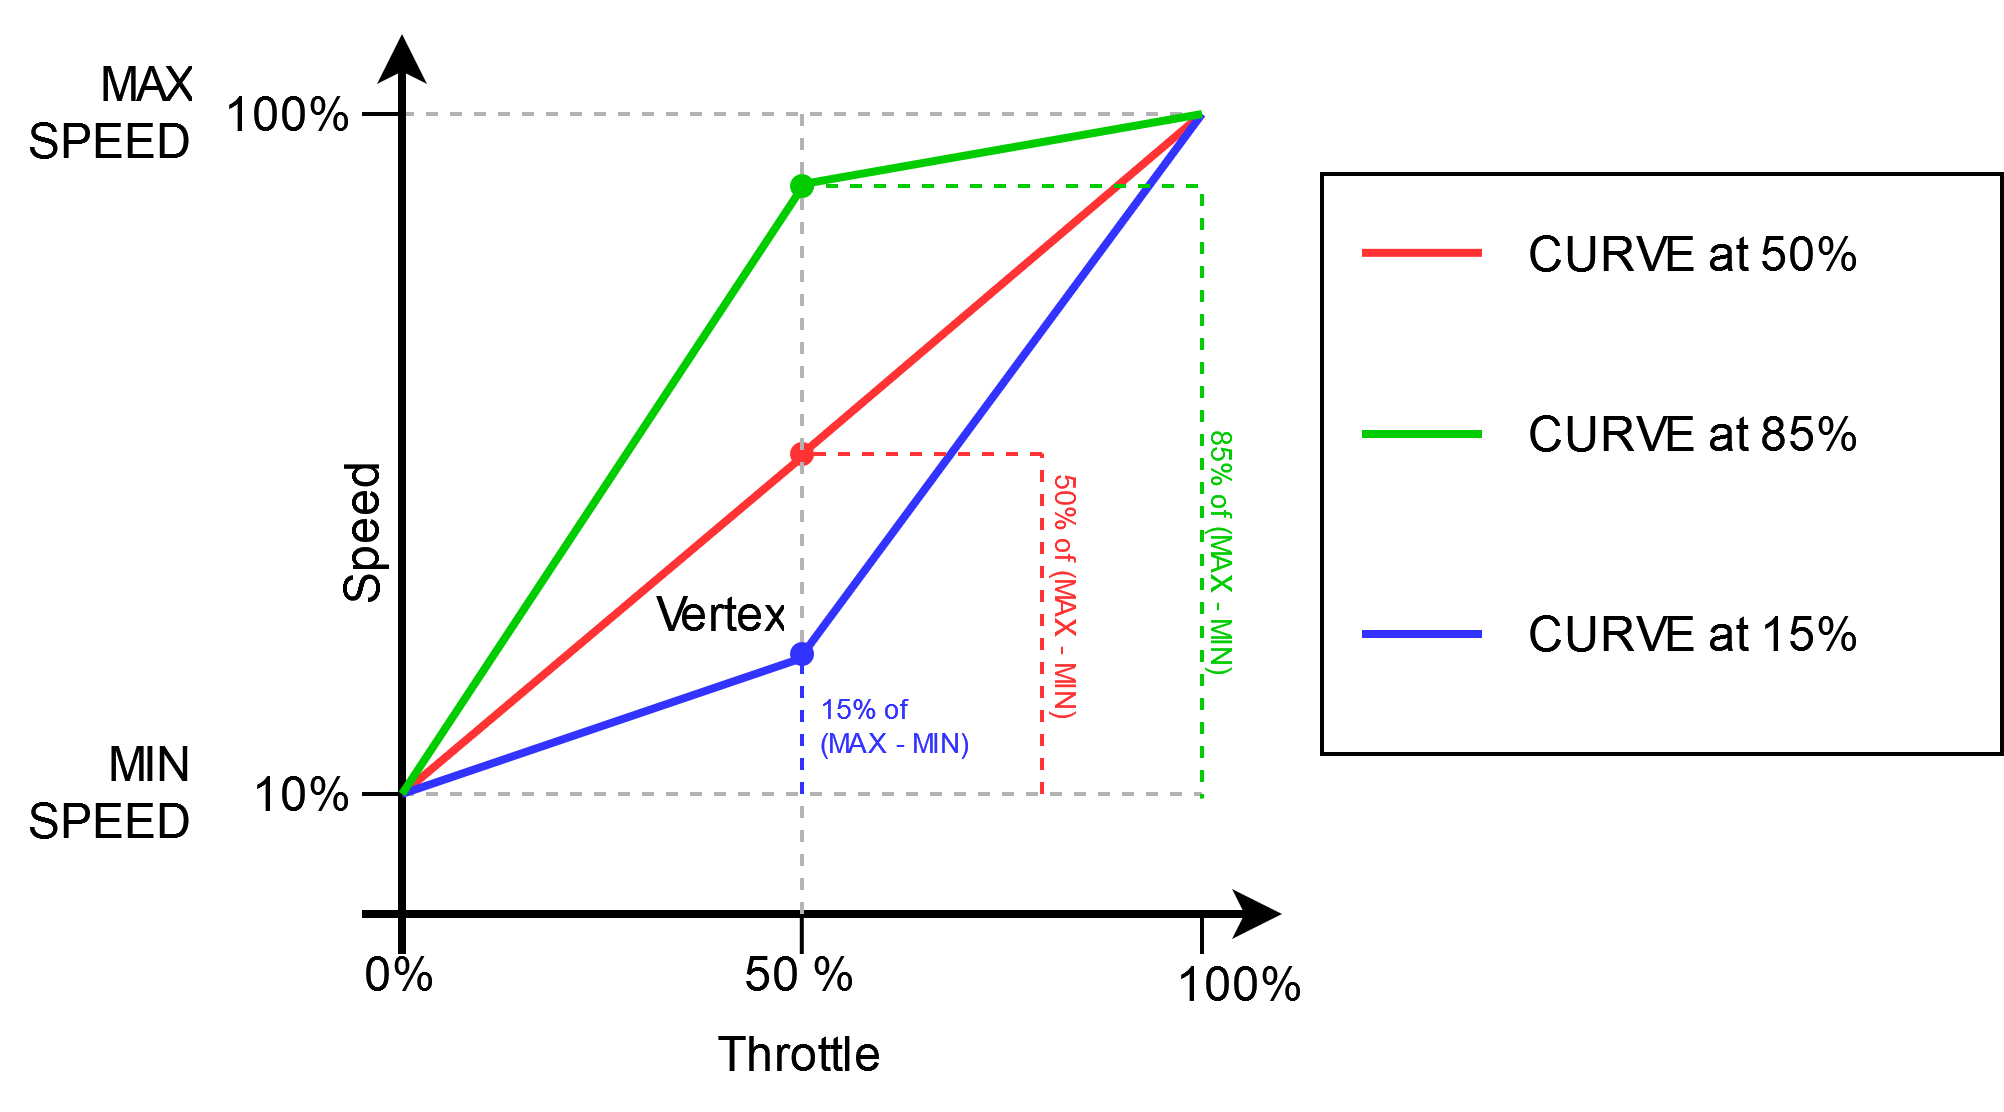 MAX
SPEED
100%
CURVE at 50%
CURVE at 85%
CURVE at 15%
Speed
Vertex
85% of (MAX - MIN)
50% of (MAX - MIN)
15% of
(MAX - MIN)
MIN
SPEED
10%
0%
50 %
100%
Throttle